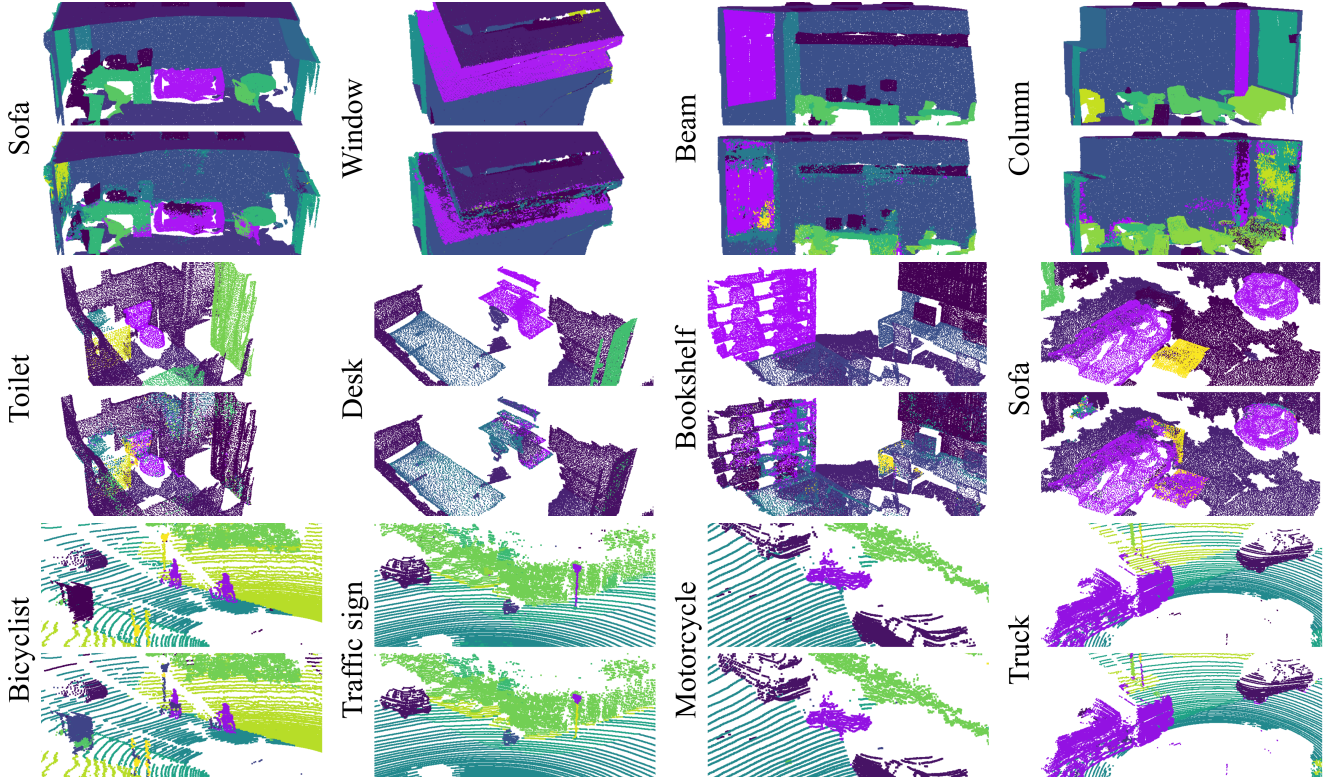 Sofa
Window
Beam
Column
Toilet
Desk
Bookshelf
Sofa
Bicyclist
Traffic sign
Motorcycle
Truck